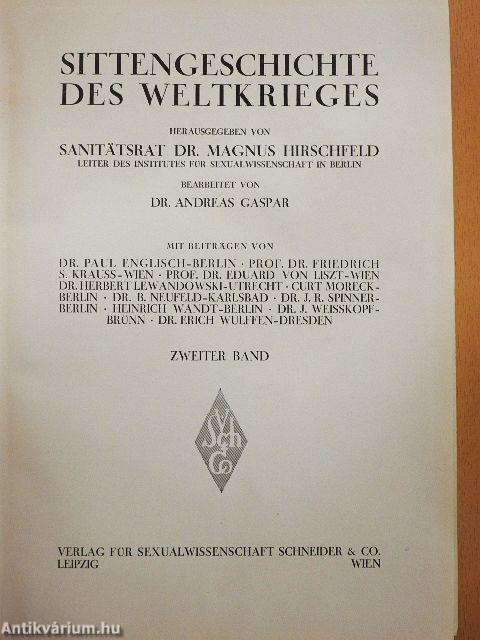 SITTENGESCHICHTE
DES WELTKRIEGES
HERAUSGEGEBEN VON
SANITÄTSRAT DR. MAGNUS HIRSCHFELD
LEITER DES INSTITUTES FÜR SEXUALWISSENSCHAFT IN BERLIN
BEARBEITET VON
DR. ANDREAS GASPAR
MIT BEITRÄGEN VON
DR. PAUL ENGLISCH-BERLIN · PROF. DR. FRIEDRICH
S. KRAUSS-WIEN · PROF. DR. EDUARD VON LISZT-WIEN
DR. HERBERT LEWANDOWSKI-UTRECHT · CURT MORECK-
BERLIN · DR. B. NEUFELD-KARLSBAD · DR. J. R. SPINNER-
BERLIN · HEINRICH WANDT-BERLIN · DR. J. WEISSKOPF-
BRÜNN · DR. ERICH WULFFEN-DRESDEN
ZWEITER BAND
V
Sch
&
Co
VERLAG FÜR SEXUALWISSENSCHAFT SCHNEIDER & CO.
LEIPZIG WIEN
Antikvárium.hu